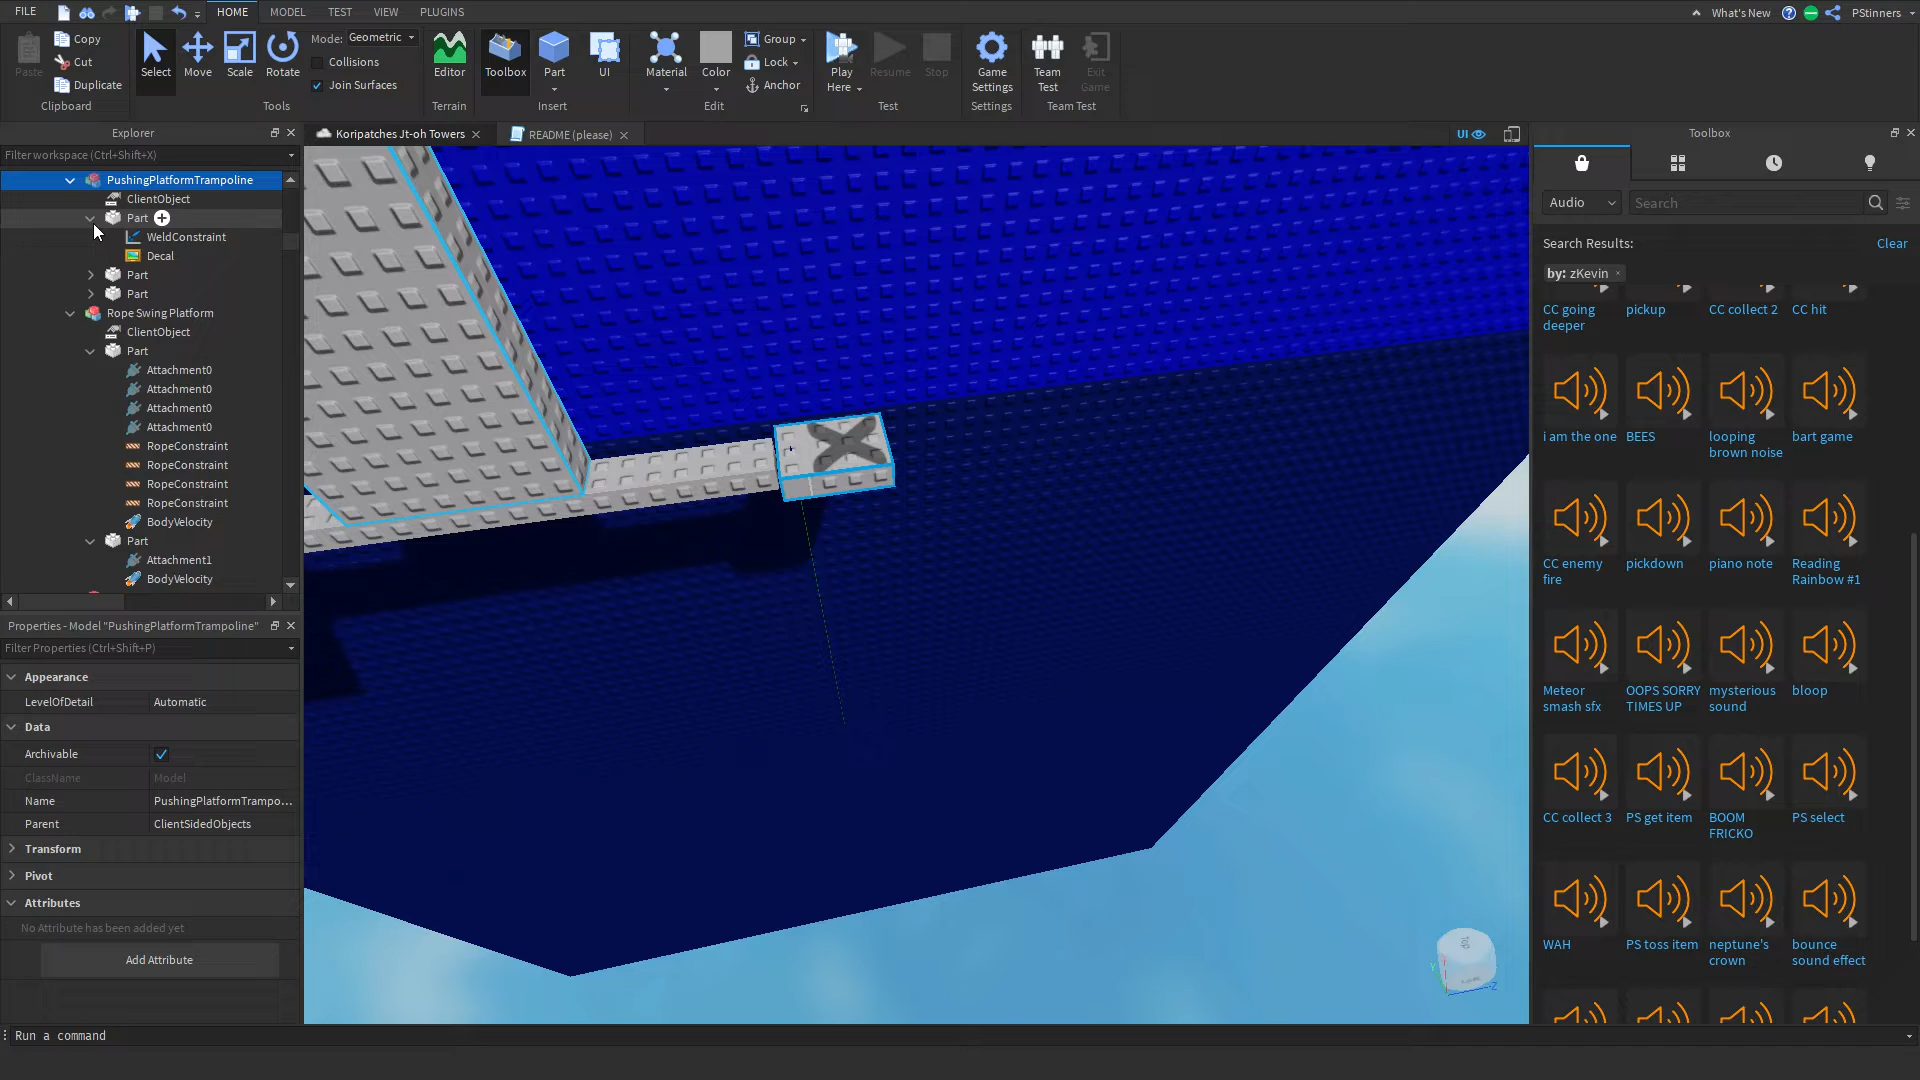 FILE
HOME
MODEL
TEST
VIEW
PLUGINS
What's New
PStinners
Paste
Copy
Cut
Duplicate
Clipboard
Select
Move
Scale
Rotate
Mode: Geometric
Collisions
Join Surfaces
Tools
Editor
Terrain
Toolbox
Part
UI
Insert
Material
Color
Group
Lock
Anchor
Edit
Play
Here
Resume
Stop
Test
Game
Settings
Settings
Team
Test
Exit
Game
Team Test
Explorer
Filter workspace (Ctrl+Shift+X)
PushingPlatformTrampoline
ClientObject
Part
WeldConstraint
Decal
Part
Part
Rope Swing Platform
ClientObject
Part
Attachment0
Attachment0
Attachment0
Attachment0
RopeConstraint
RopeConstraint
RopeConstraint
RopeConstraint
BodyVelocity
Part
Attachment1
BodyVelocity
Properties - Model "PushingPlatformTrampoline"
Filter Properties (Ctrl+Shift+P)
Appearance
LevelOfDetail Automatic
Data
Archivable
ClassName Model
Name PushingPlatformTrampo...
Parent ClientSidedObjects
Transform
Pivot
Attributes
No Attribute has been added yet
Add Attribute
Koripatches Jt-oh Towers
README (please)
UI
Top
Y
Z
Toolbox
Audio
Search
Search Results:
Clear
by: zKevin
CC going
deeper
pickup
CC collect 2
CC hit
i am the one
BEES
looping
brown noise
bart game
CC enemy
fire
pickdown
piano note
Reading
Rainbow #1
Meteor
smash sfx
OOPS SORRY
TIMES UP
mysterious
sound
bloop
CC collect 3
PS get item
BOOM
FRICKO
PS select
WAH
PS toss item
neptune's
crown
bounce
sound effect
Run a command